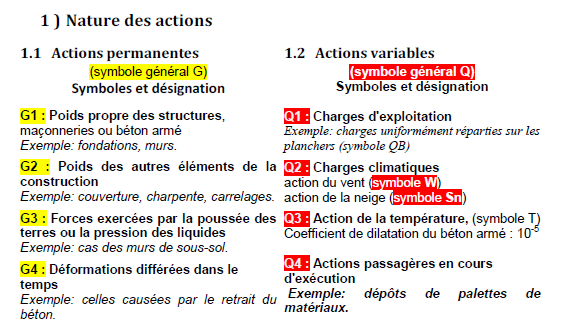 1 ) Nature des actions
1.1 Actions permanentes
(symbole général G)
Symboles et désignation
G1 : Poids propre des structures,
maçonneries ou béton armé
Exemple: fondations, murs.
G2 : Poids des autres éléments de la
construction
Exemple: couverture, charpente, carrelages.
G3 : Forces exercées par la poussée des
terres ou la pression des liquides
Exemple: cas des murs de sous-sol.
G4 : Déformations différées dans le
temps
Exemple: celles causées par le retrait du
béton.
1.2 Actions variables
(symbole général Q)
Symboles et désignation
Q1 : Charges d'exploitation
Exemple: charges uniformément réparties sur les
planchers (symbole QB)
Q2 : Charges climatiques
action du vent (symbole W)
action de la neige (symbole Sn)
Q3 : Action de la température, (symbole T)
Coefficient de dilatation du béton armé : 10⁻⁵
Q4 : Actions passagères en cours
d'exécution
Exemple: dépôts de palettes de
matériaux.